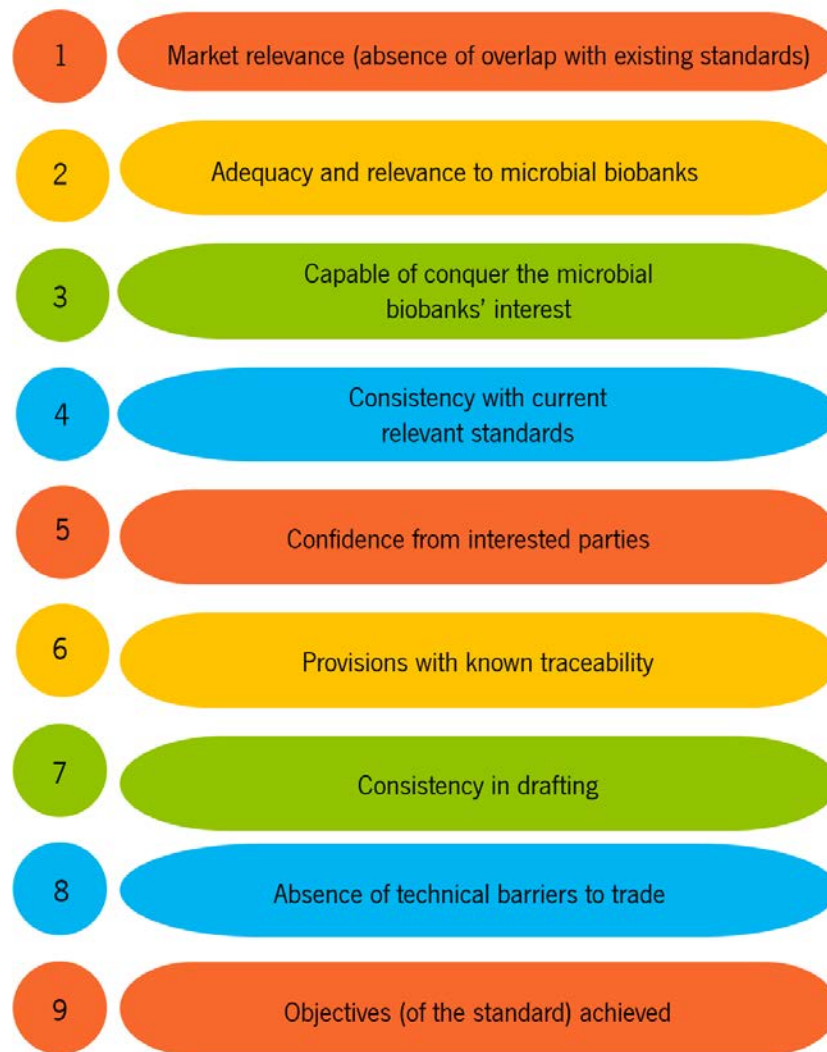 1
Market relevance (absence of overlap with existing standards)
2
Adequacy and relevance to microbial biobanks
3
Capable of conquer the microbial
biobanks' interest
4
Consistency with current
relevant standards
5
Confidence from interested parties
6
Provisions with known traceability
7
Consistency in drafting
8
Absence of technical barriers to trade
9
Objectives (of the standard) achieved